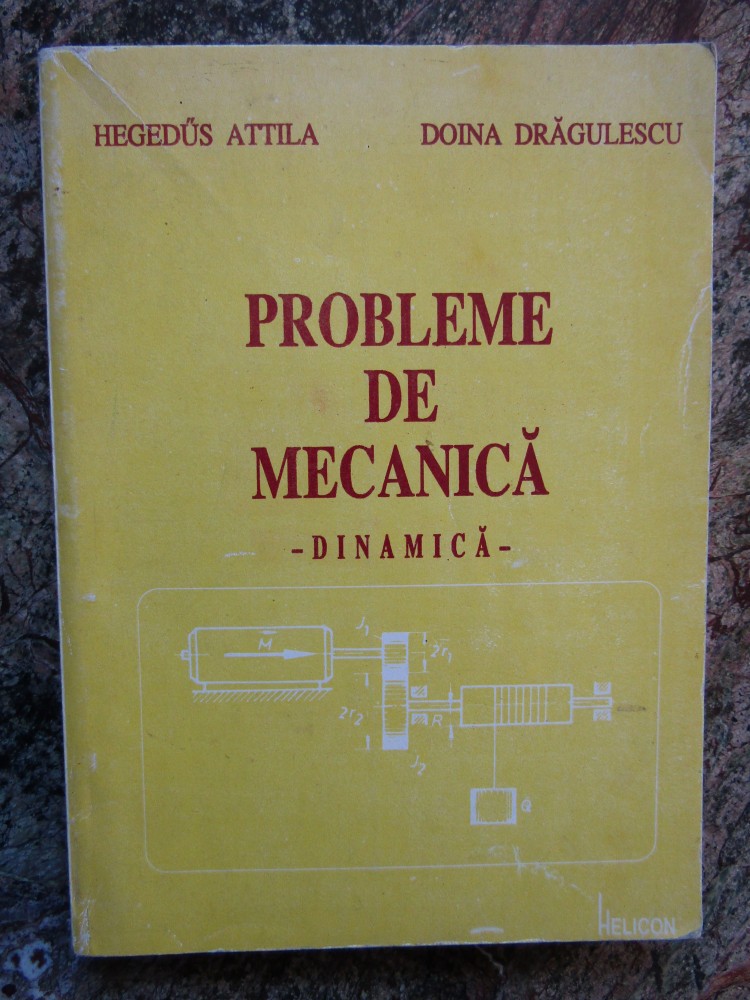 HEGEDŰS ATTILA DOINA DRĂGULESCU
PROBLEME
DE
MECANICĂ
- DINAMICĂ -
J1
M
2r1
2r2
R
J2
Q
HELICON